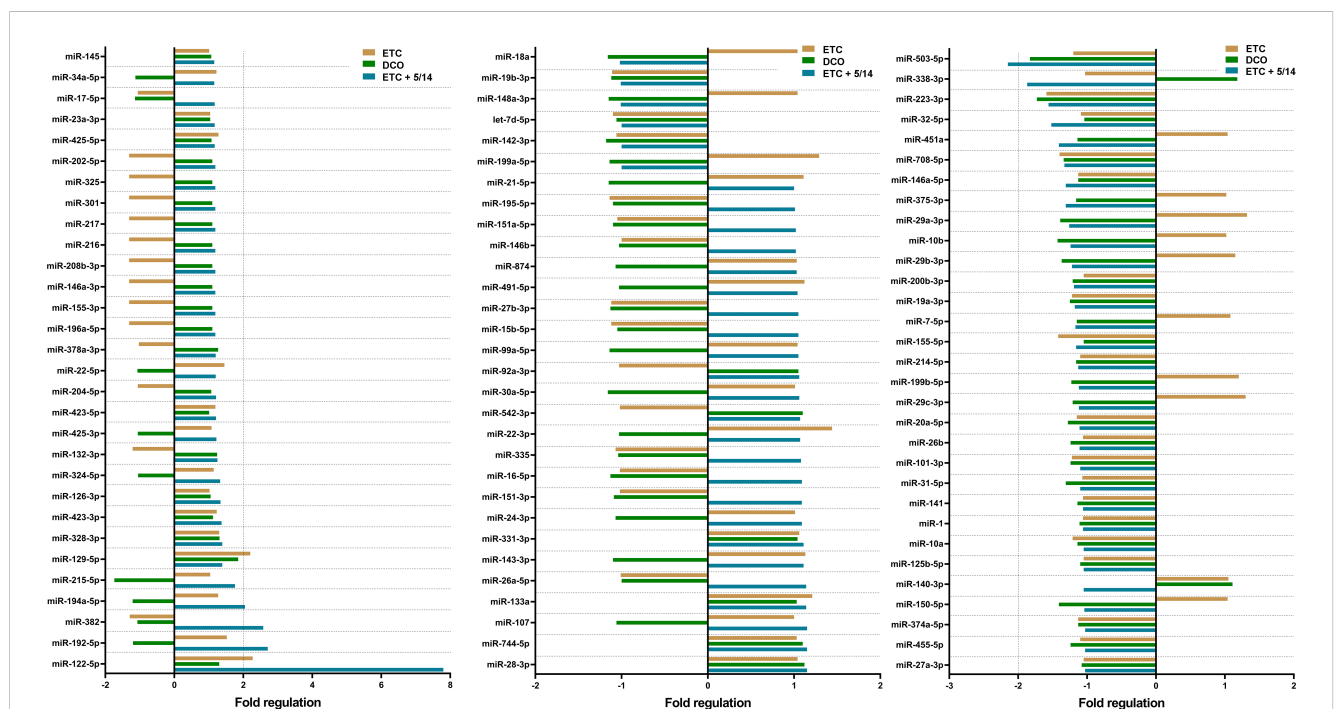 ETC
DCO
ETC + 5/14
miR-145
miR-34a-5p
miR-17-5p
miR-23a-3p
miR-425-5p
miR-202-5p
miR-325
miR-301
miR-217
miR-216
miR-208b-3p
miR-146a-3p
miR-155-3p
miR-196a-5p
miR-378a-3p
miR-22-5p
miR-204-5p
miR-423-5p
miR-425-3p
miR-132-3p
miR-324-5p
miR-126-3p
miR-423-3p
miR-328-3p
miR-129-5p
miR-215-5p
miR-194a-5p
miR-382
miR-192-5p
miR-122-5p
-2 0 2 4 6 8
Fold regulation
ETC
DCO
ETC + 5/14
miR-18a
miR-19b-3p
miR-148a-3p
let-7d-5p
miR-142-3p
miR-199a-5p
miR-21-5p
miR-195-5p
miR-151a-5p
miR-146b
miR-874
miR-491-5p
miR-27b-3p
miR-15b-5p
miR-99a-5p
miR-92a-3p
miR-30a-5p
miR-542-3p
miR-22-3p
miR-335
miR-16-5p
miR-151-3p
miR-24-3p
miR-331-3p
miR-143-3p
miR-26a-5p
miR-133a
miR-107
miR-744-5p
miR-28-3p
-2 -1 0 1 2
Fold regulation
ETC
DCO
ETC + 5/14
miR-503-5p
miR-338-3p
miR-223-3p
miR-32-5p
miR-451a
miR-708-5p
miR-146a-5p
miR-375-3p
miR-29a-3p
miR-10b
miR-29b-3p
miR-200b-3p
miR-19a-3p
miR-7-5p
miR-155-5p
miR-214-5p
miR-199b-5p
miR-29c-3p
miR-20a-5p
miR-26b
miR-101-3p
miR-31-5p
miR-141
miR-1
miR-10a
miR-125b-5p
miR-140-3p
miR-150-5p
miR-374a-5p
miR-455-5p
miR-27a-3p
-3 -2 -1 0 1 2
Fold regulation